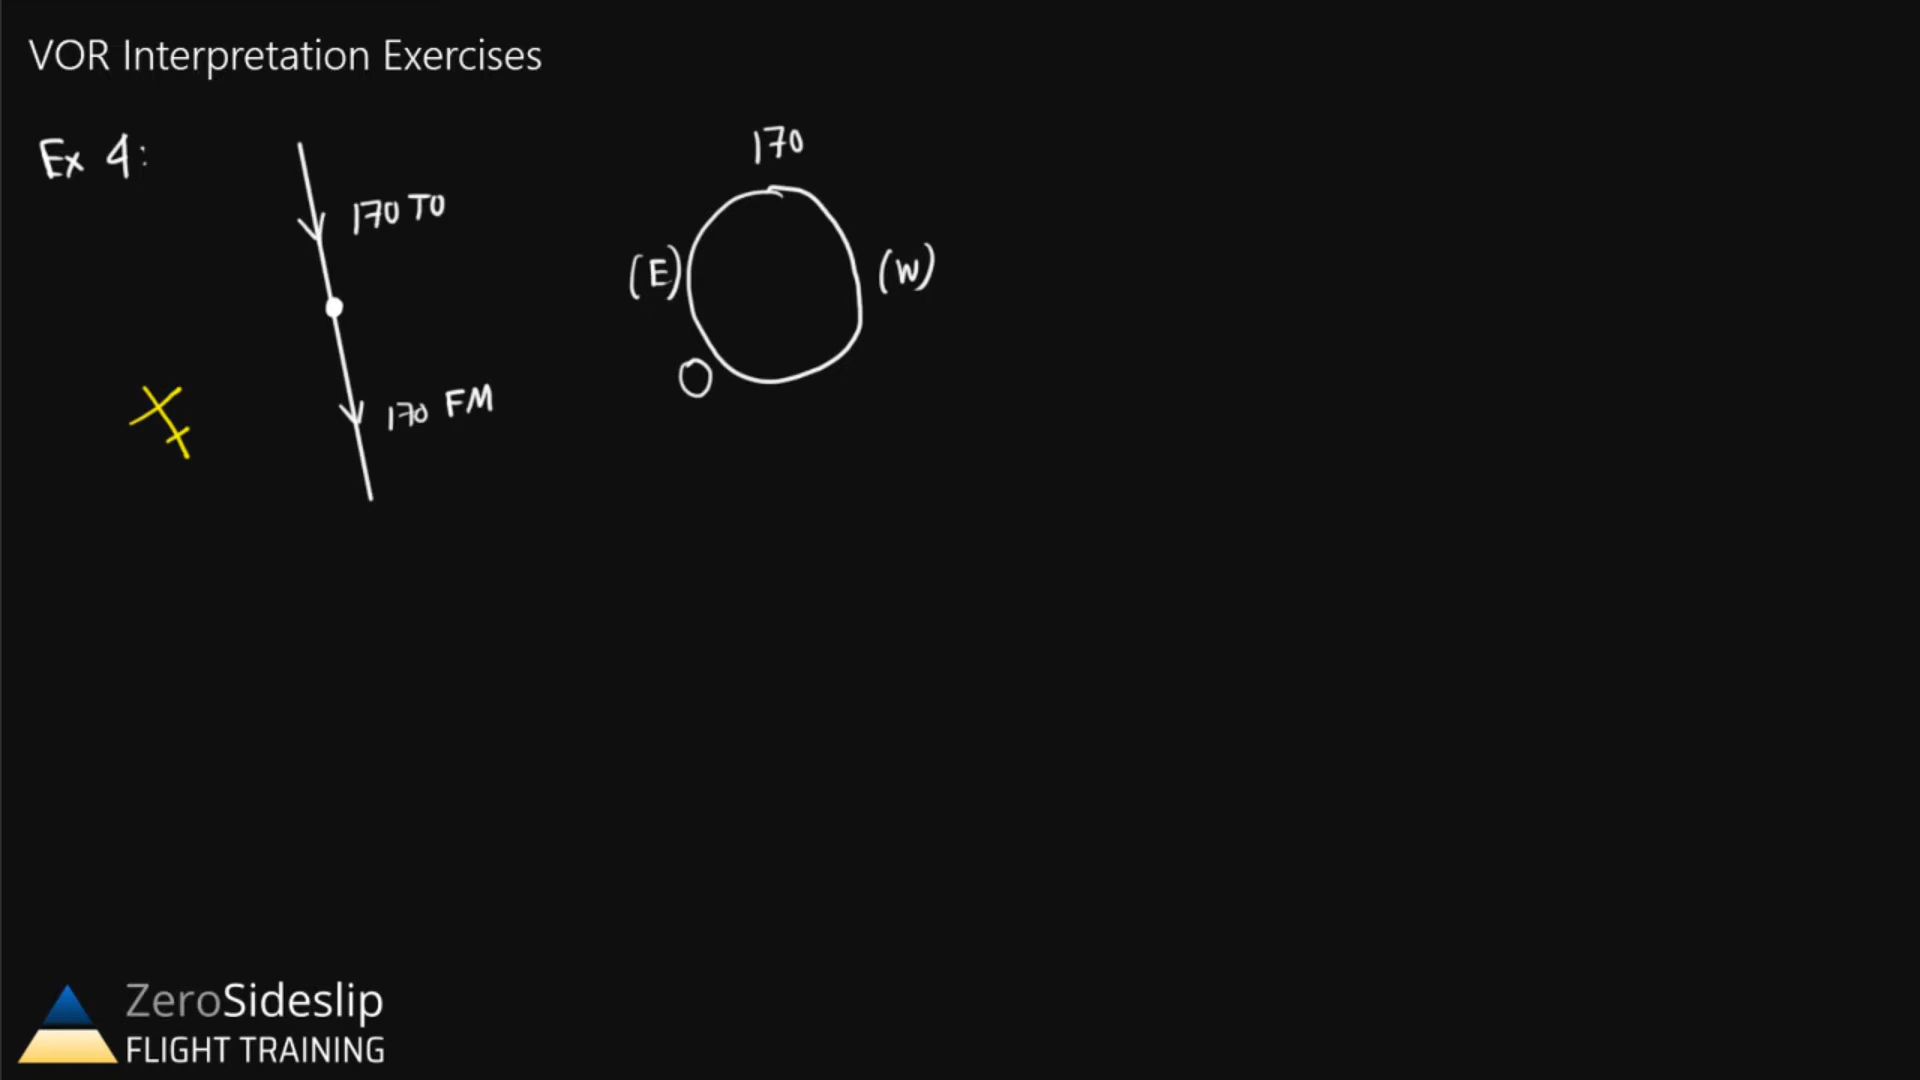 VOR Interpretation Exercises
Ex 4:
170 TO
170 FM
170
(E)
(W)
O
ZeroSideslip
FLIGHT TRAINING